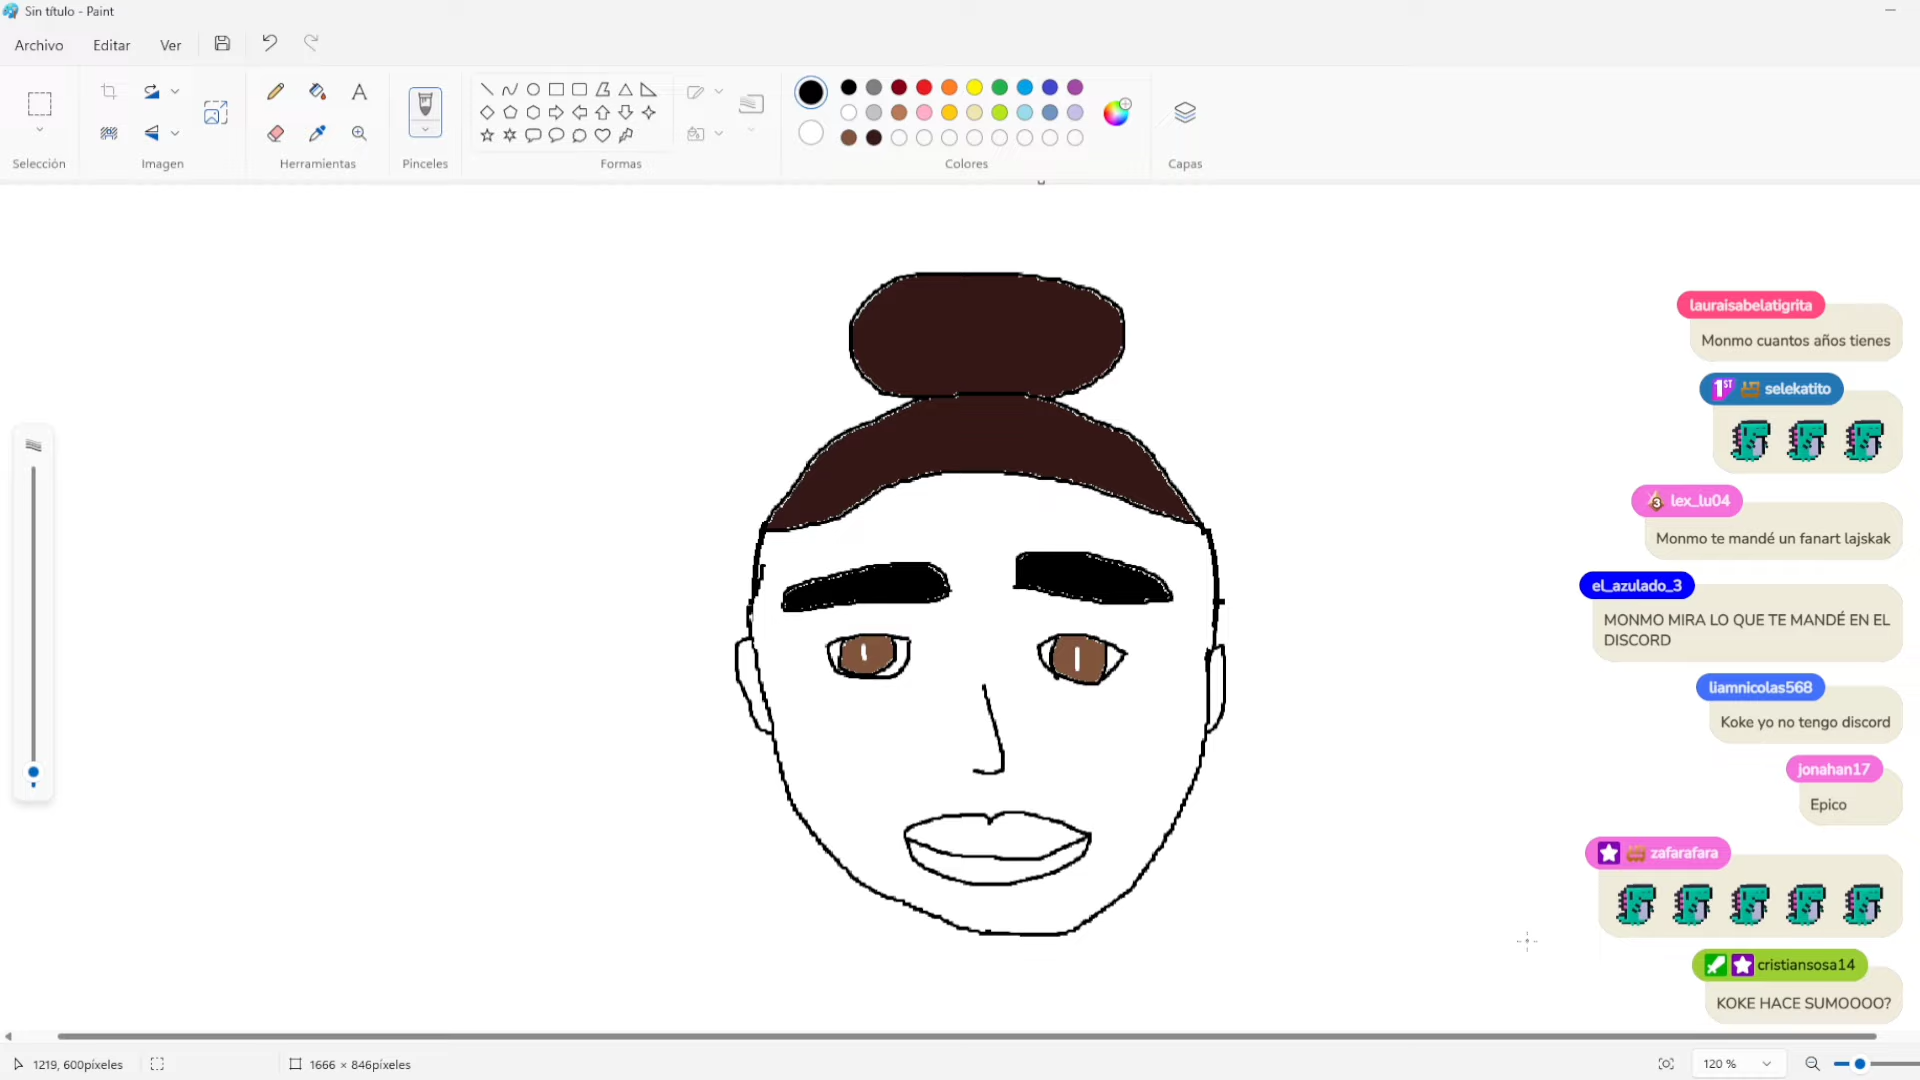 Sin título - Paint
Archivo
Editar
Ver
Selección
Imagen
Herramientas
Pinceles
Formas
Colores
Capas
lauraisabelatigrita
Monmo cuantos años tienes
1ST selekatito
3 lex_lu04
Monmo te mandé un fanart lajskak
el_azulado_3
MONMO MIRA LO QUE TE MANDÉ EN EL
DISCORD
liamnicolas568
Koke yo no tengo discord
jonahan17
Epico
zafarafara
cristiansosa14
KOKE HACE SUMOOOO?
1219, 600píxeles
1666 × 846píxeles
120 %